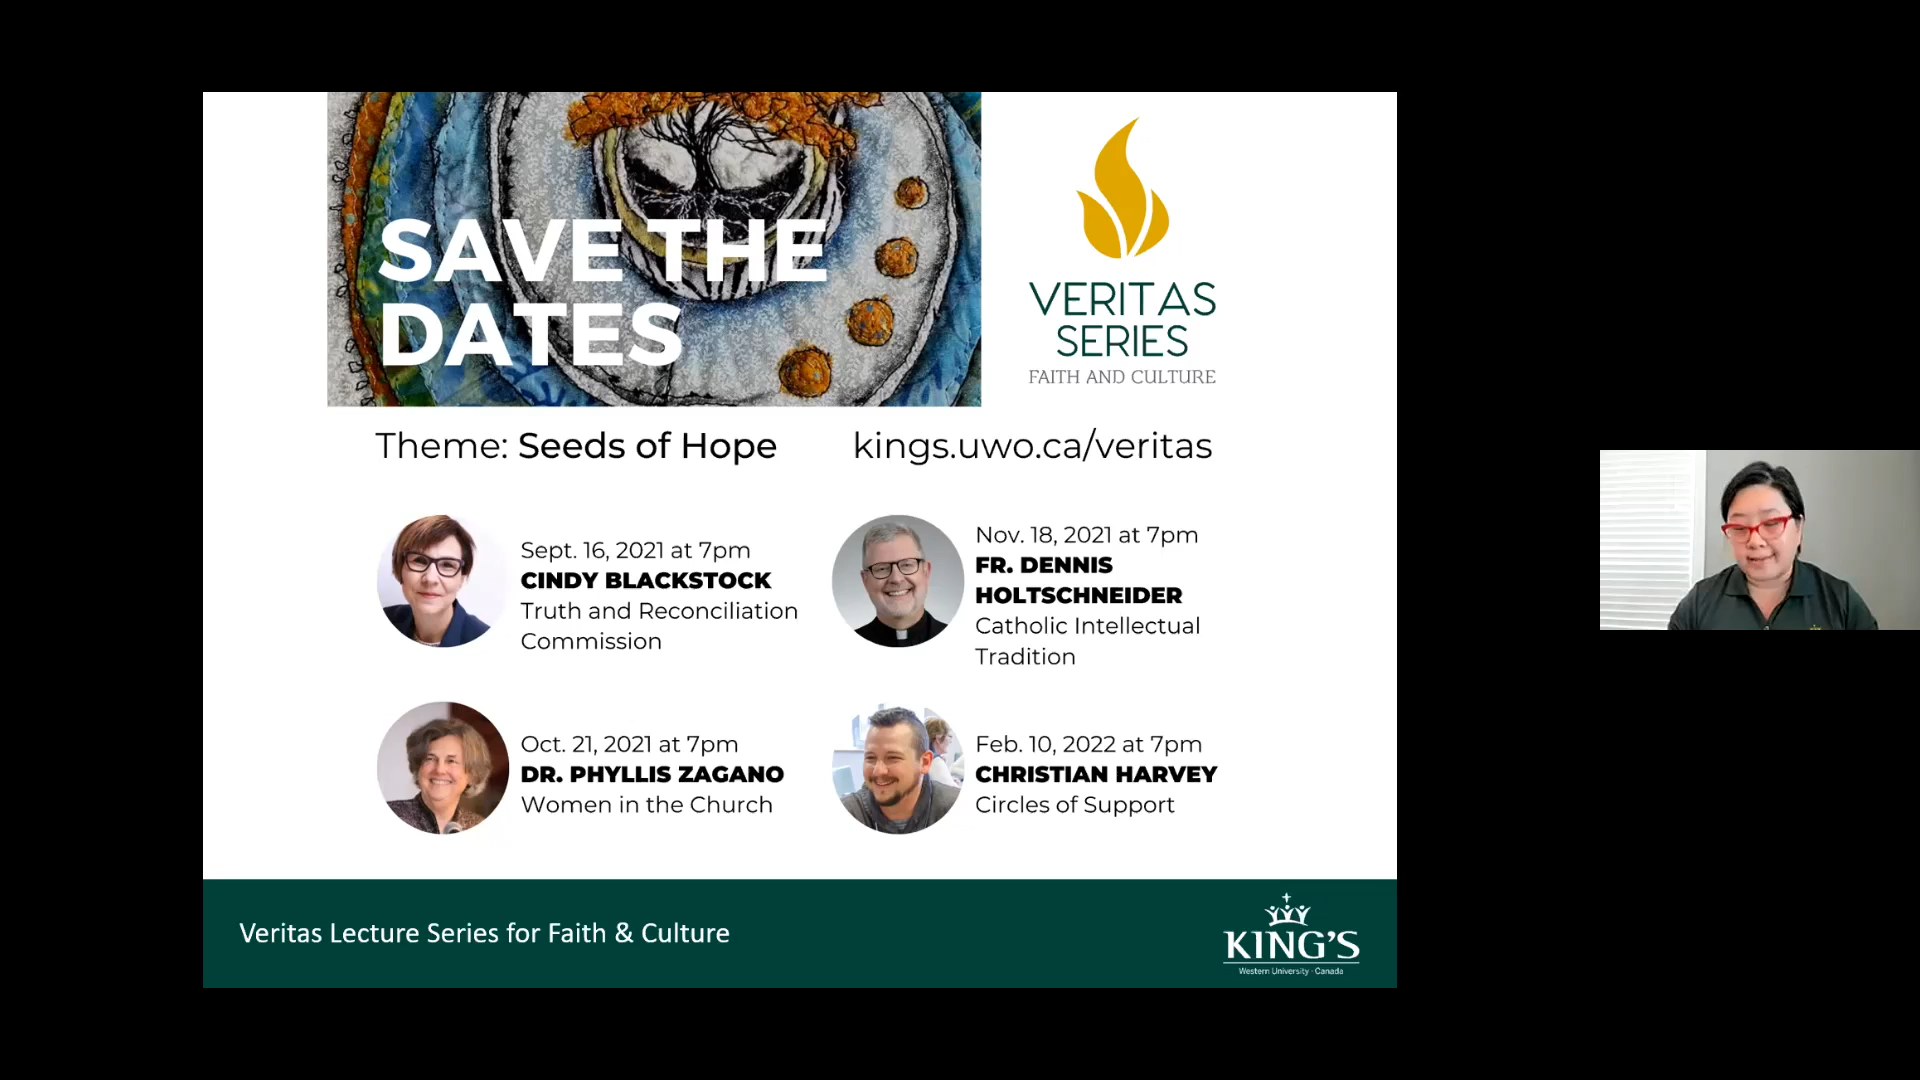 SAVE THE
DATES
VERITAS
SERIES
FAITH AND CULTURE
Theme: Seeds of Hope
kings.uwo.ca/veritas
Sept. 16, 2021 at 7pm
CINDY BLACKSTOCK
Truth and Reconciliation
Commission
Nov. 18, 2021 at 7pm
FR. DENNIS
HOLTSCHNEIDER
Catholic Intellectual
Tradition
Oct. 21, 2021 at 7pm
DR. PHYLLIS ZAGANO
Women in the Church
Feb. 10, 2022 at 7pm
CHRISTIAN HARVEY
Circles of Support
Veritas Lecture Series for Faith & Culture
KING'S
Western University · Canada